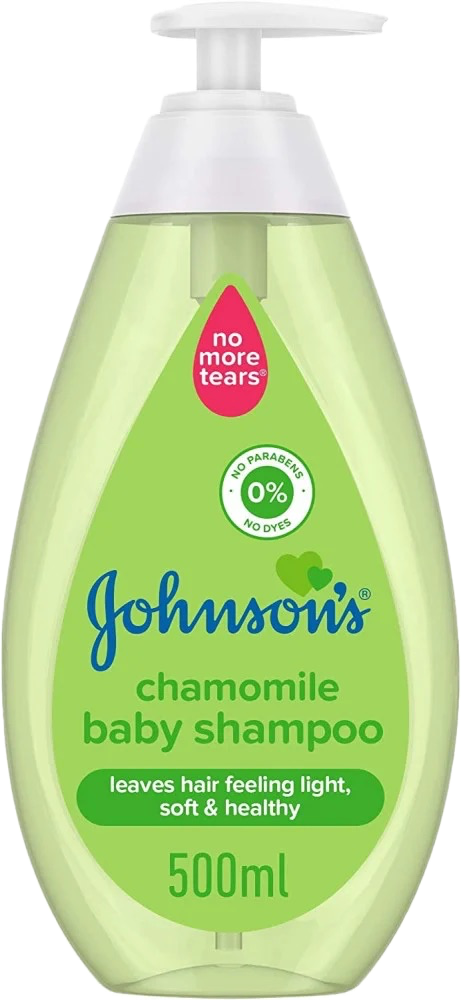 no
more
tears®
NO PARABENS
0%
NO DYES
Johnson's®
chamomile
baby shampoo
leaves hair feeling light,
soft & healthy
500ml